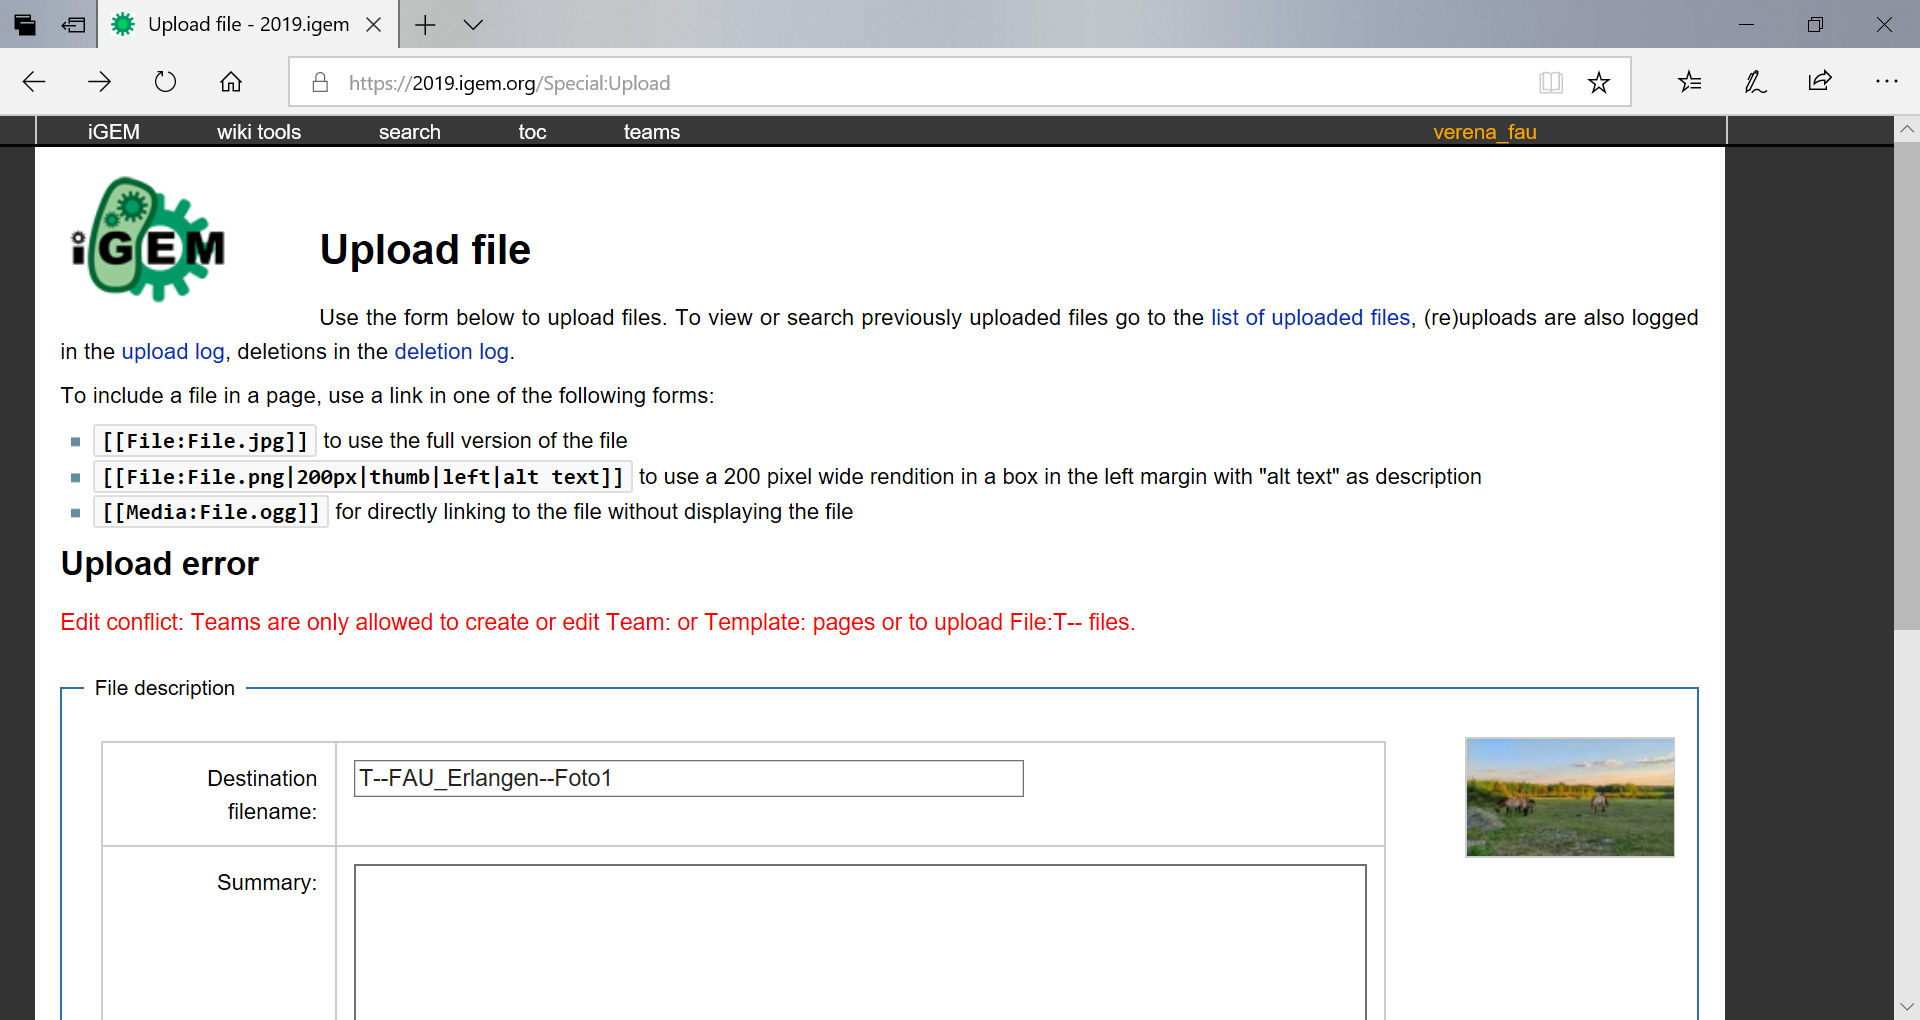 Upload file - 2019.igem
https://2019.igem.org/Special:Upload
iGEM wiki tools search toc teams verena_fau
iGEM
Upload file
Use the form below to upload files. To view or search previously uploaded files go to the list of uploaded files, (re)uploads are also logged
in the upload log, deletions in the deletion log.
To include a file in a page, use a link in one of the following forms:
[[File:File.jpg]] to use the full version of the file
[[File:File.png|200px|thumb|left|alt text]] to use a 200 pixel wide rendition in a box in the left margin with "alt text" as description
[[Media:File.ogg]] for directly linking to the file without displaying the file
Upload error
Edit conflict: Teams are only allowed to create or edit Team: or Template: pages or to upload File:T-- files.
File description
Destination
filename:
T--FAU_Erlangen--Foto1
Summary: